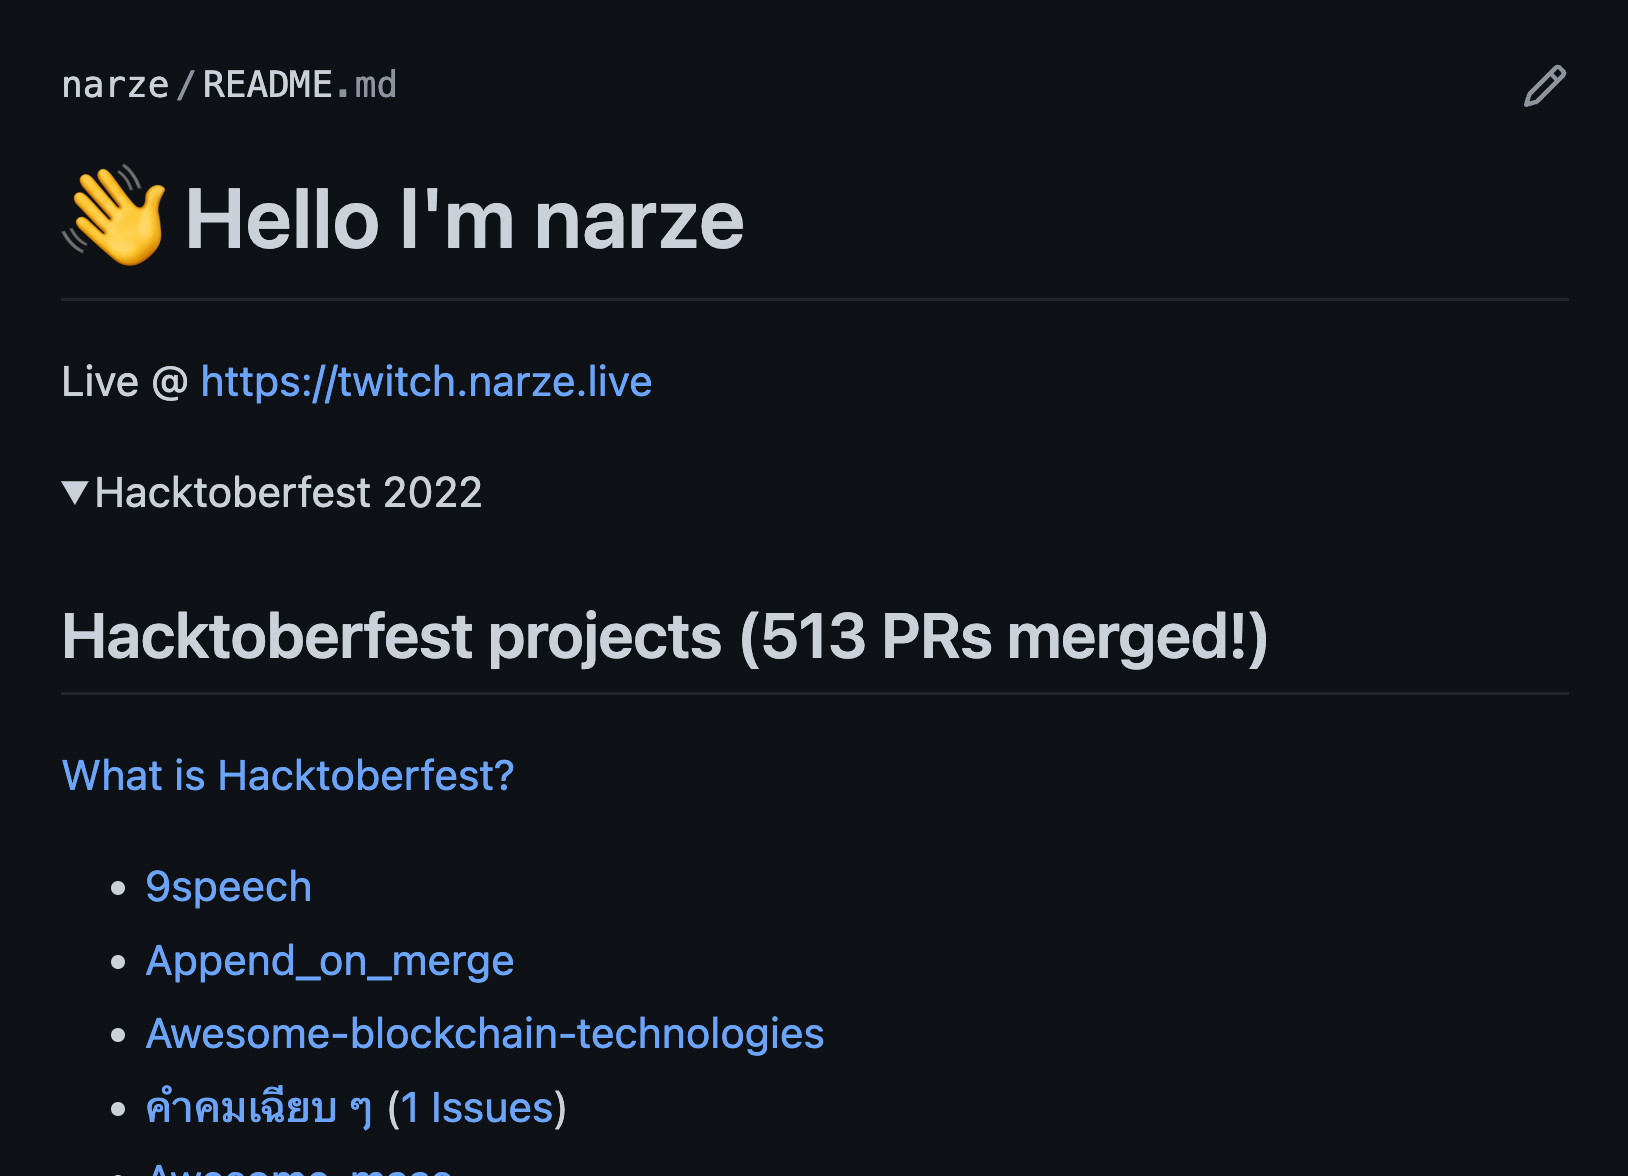 narze/README.md
👋 Hello I'm narze
Live @ https://twitch.narze.live
▼Hacktoberfest 2022
Hacktoberfest projects (513 PRs merged!)
What is Hacktoberfest?
• 9speech
• Append_on_merge
• Awesome-blockchain-technologies
• คำคมเฉียบ ๆ (1 Issues)